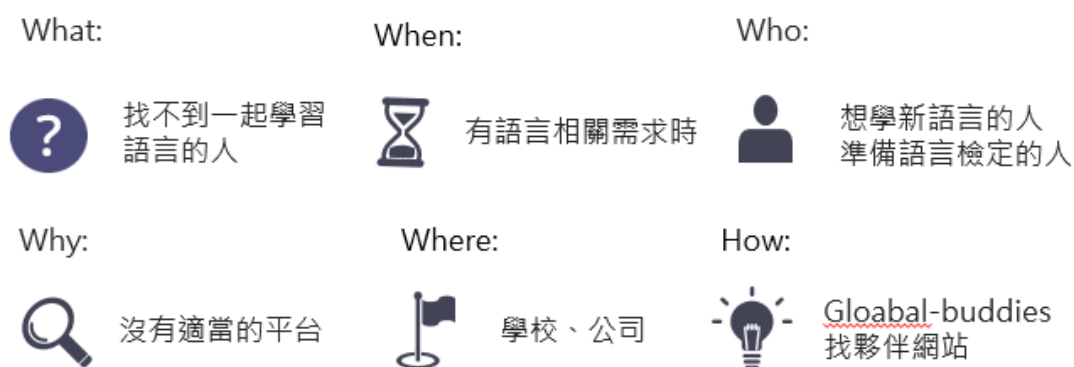 What:
When:
Who:
?
找不到一起學習
語言的人
有語言相關需求時
想學新語言的人
準備語言檢定的人
Why:
Where:
How:
沒有適當的平台
學校、公司
Gloabal-buddies
找夥伴網站